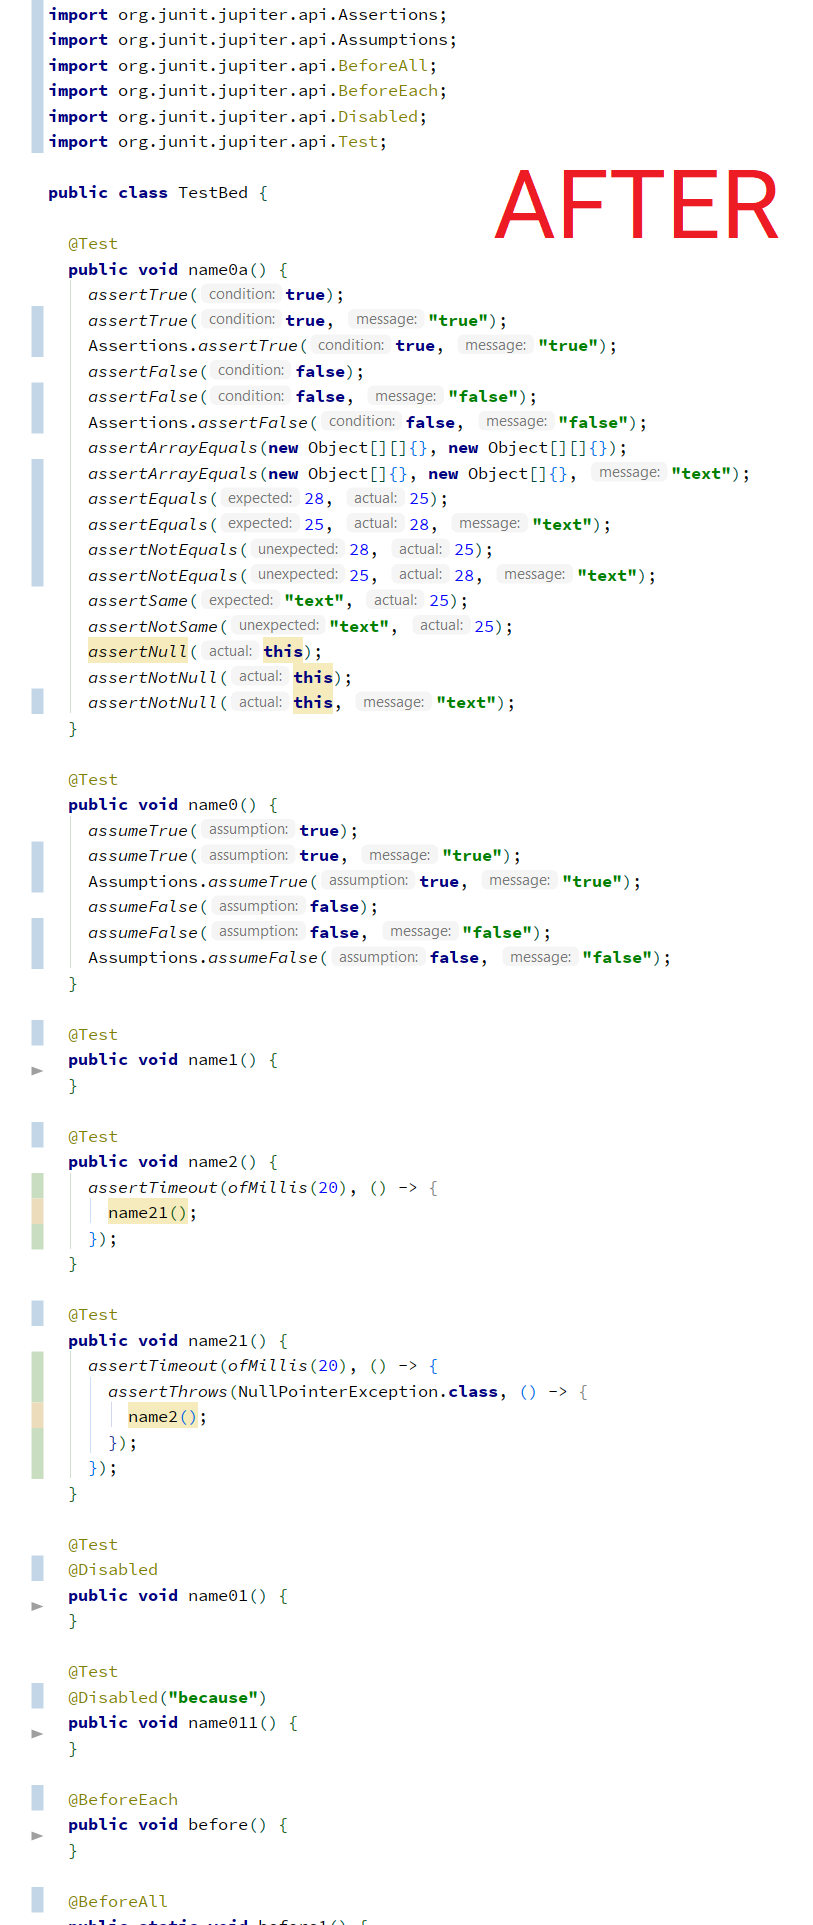 import org.junit.jupiter.api.Assertions;
import org.junit.jupiter.api.Assumptions;
import org.junit.jupiter.api.BeforeAll;
import org.junit.jupiter.api.BeforeEach;
import org.junit.jupiter.api.Disabled;
import org.junit.jupiter.api.Test;
public class TestBed {
AFTER
@Test
public void name0a() {
assertTrue( condition: true);
assertTrue( condition: true, message: "true");
Assertions.assertTrue( condition: true, message: "true");
assertFalse( condition: false);
assertFalse( condition: false, message: "false");
Assertions.assertFalse( condition: false, message: "false");
assertArrayEquals(new Object[][]{}, new Object[][]{});
assertArrayEquals(new Object[]{}, new Object[]{}, message: "text");
assertEquals( expected: 28, actual: 25);
assertEquals( expected: 25, actual: 28, message: "text");
assertNotEquals( unexpected: 28, actual: 25);
assertNotEquals( unexpected: 25, actual: 28, message: "text");
assertSame( expected: "text", actual: 25);
assertNotSame( unexpected: "text", actual: 25);
assertNull( actual: this);
assertNotNull( actual: this);
assertNotNull( actual: this, message: "text");
}
@Test
public void name0() {
assumeTrue( assumption: true);
assumeTrue( assumption: true, message: "true");
Assumptions.assumeTrue( assumption: true, message: "true");
assumeFalse( assumption: false);
assumeFalse( assumption: false, message: "false");
Assumptions.assumeFalse( assumption: false, message: "false");
}
@Test
public void name1() {
}
@Test
public void name2() {
assertTimeout(ofMillis(20), () -> {
name21();
});
}
@Test
public void name21() {
assertTimeout(ofMillis(20), () -> {
assertThrows(NullPointerException.class, () -> {
name2();
});
});
}
@Test
@Disabled
public void name01() {
}
@Test
@Disabled("because")
public void name011() {
}
@BeforeEach
public void before() {
}
@BeforeAll
public static void before1() {